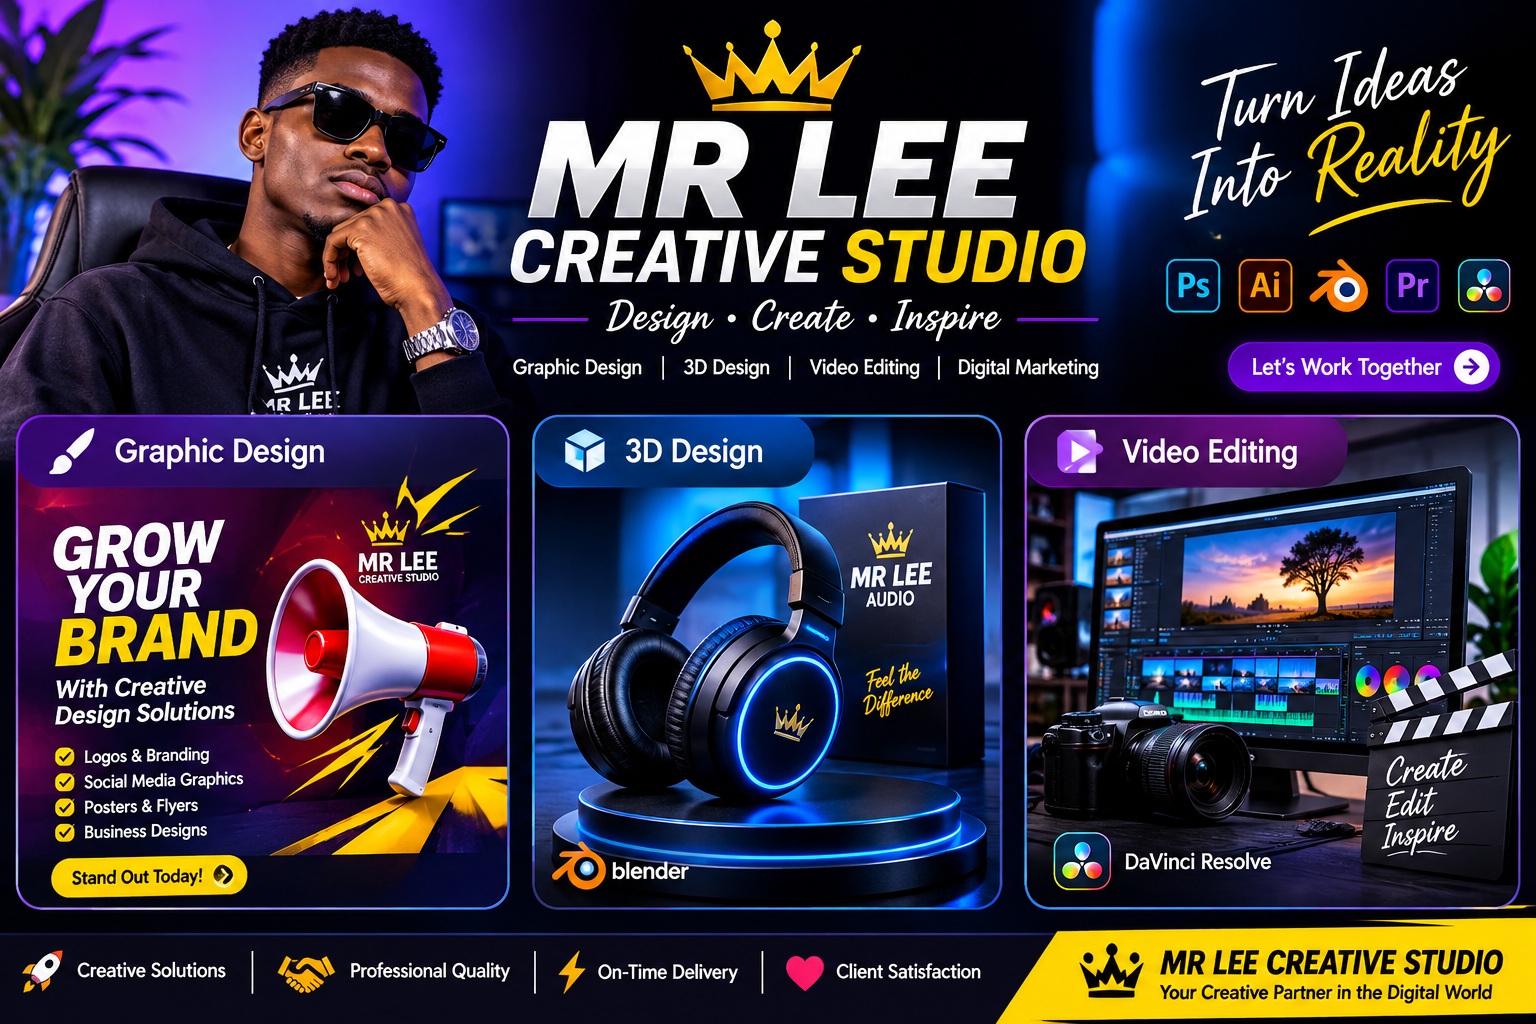 MR LEE
CREATIVE STUDIO
Design • Create • Inspire
Graphic Design | 3D Design | Video Editing | Digital Marketing
Turn Ideas
Into Reality
Ps Ai Pr
Let's Work Together
MR LEE
Graphic Design
GROW
YOUR
BRAND
With Creative
Design Solutions
Logos & Branding
Social Media Graphics
Posters & Flyers
Business Designs
Stand Out Today!
MR LEE
CREATIVE STUDIO
3D Design
MR LEE
AUDIO
Feel the
Difference
blender
Video Editing
Create
Edit
Inspire
DaVinci Resolve
Creative Solutions | Professional Quality | On-Time Delivery | Client Satisfaction
MR LEE CREATIVE STUDIO
Your Creative Partner in the Digital World